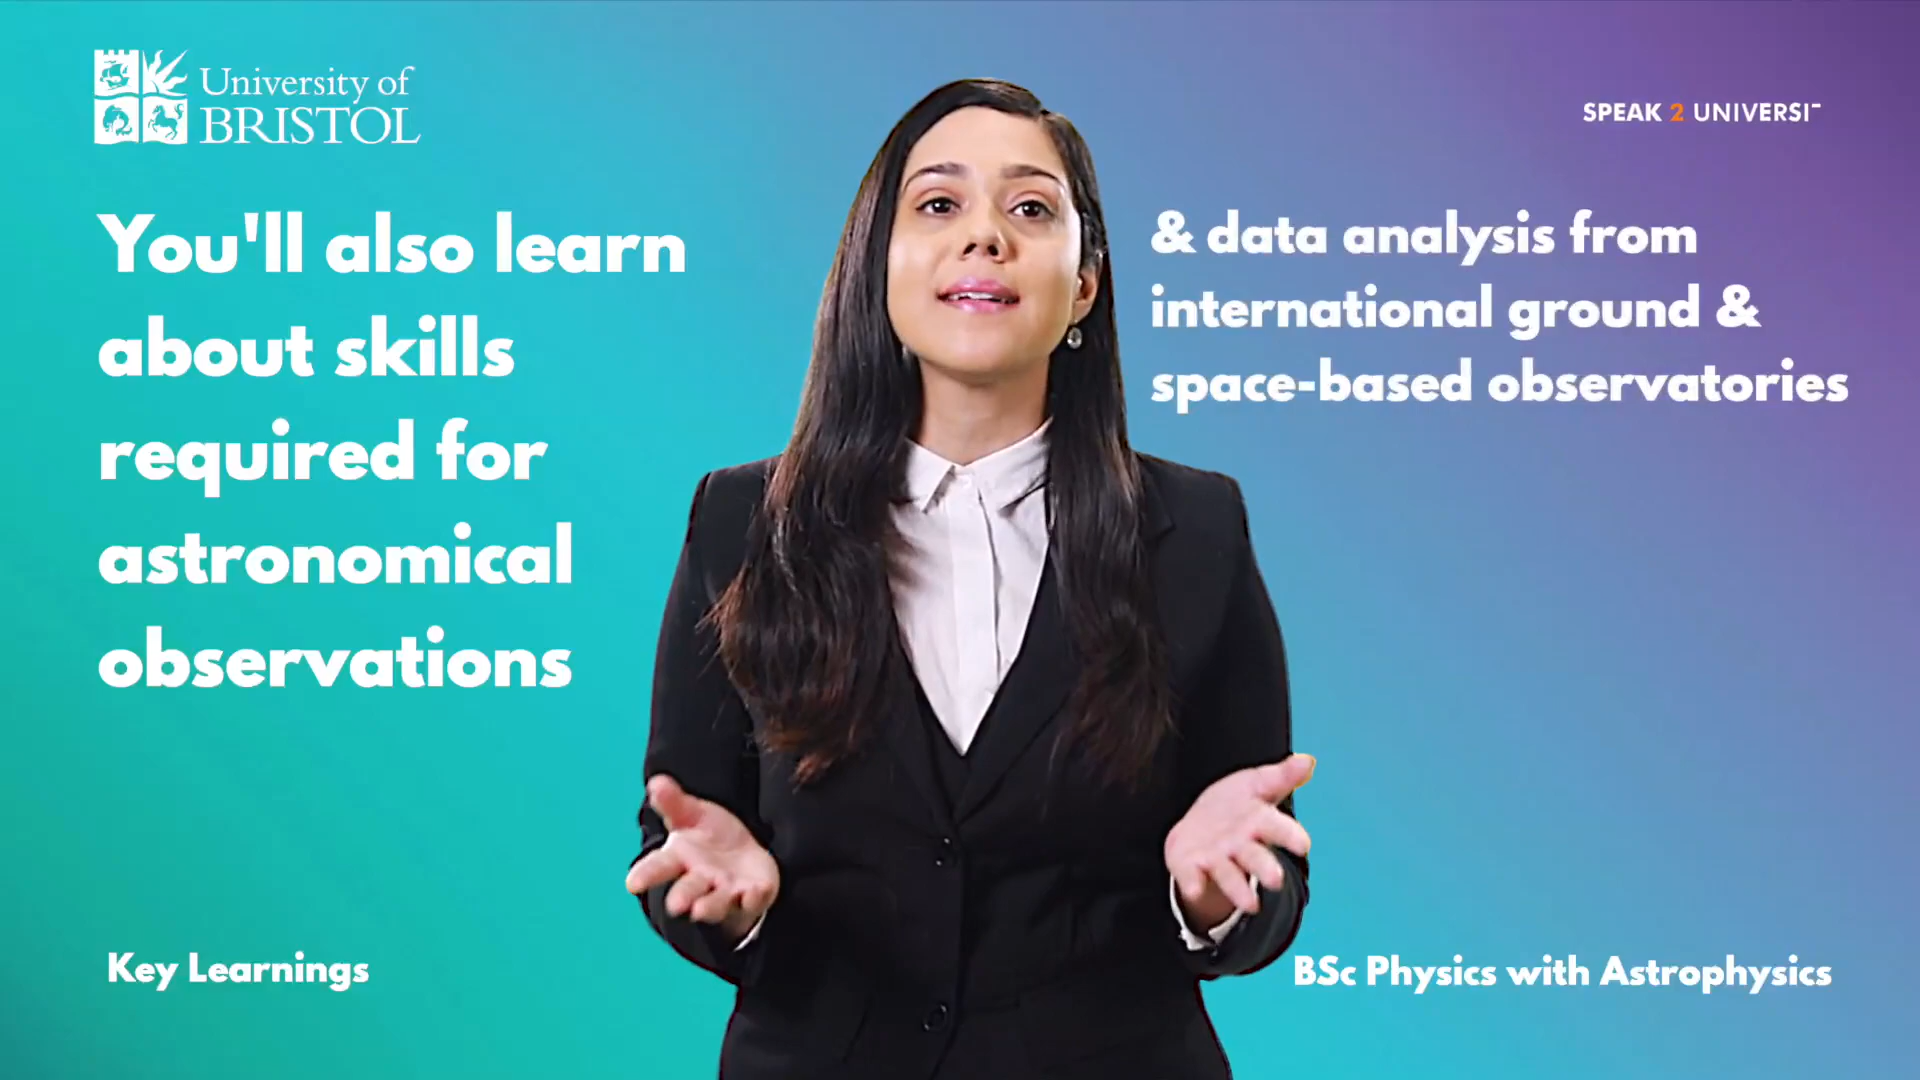 University of
BRISTOL
SPEAK 2 UNIVERSI
You'll also learn
about skills
required for
astronomical
observations
& data analysis from
international ground &
space-based observatories
Key Learnings
BSc Physics with Astrophysics